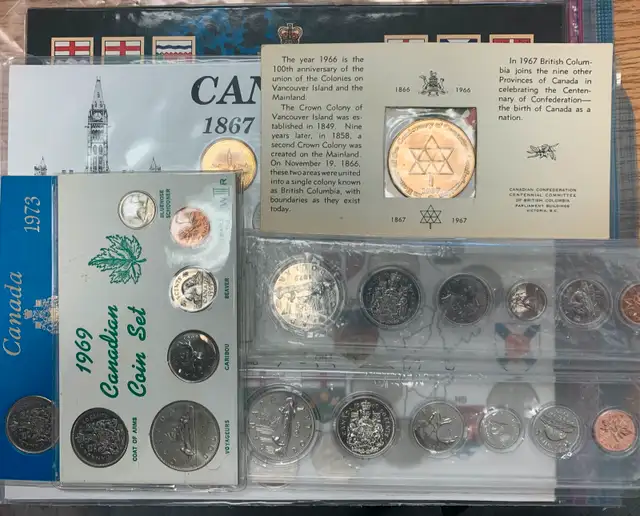 CAN
1867
The year 1966 is the
100th anniversary of the
union of the Colonies on
Vancouver Island and the
Mainland.
The Crown Colony of
Vancouver Island was es-
tablished in 1849. Nine
years later, in 1858, a
second Crown Colony was
created on the Mainland.
On November 19, 1866,
these two areas were united
into a single colony known
as British Columbia, with
boundaries as they exist
today.
1866 1966
1867 1967
In 1967 British Colum-
bia joins the nine other
Provinces of Canada in
celebrating the Centen-
nary of Confederation—
the birth of Canada as a
nation.
CANADIAN CONFEDERATION
CENTENNIAL COMMITTEE
OF BRITISH COLUMBIA
PARLIAMENT BUILDINGS
VICTORIA, B.C.
Canada 1973
1969
Canadian
Coin Set
BLUENOSE
SCHOONER
BEAVER
CARIBOU
COAT OF ARMS
VOYAGEURS